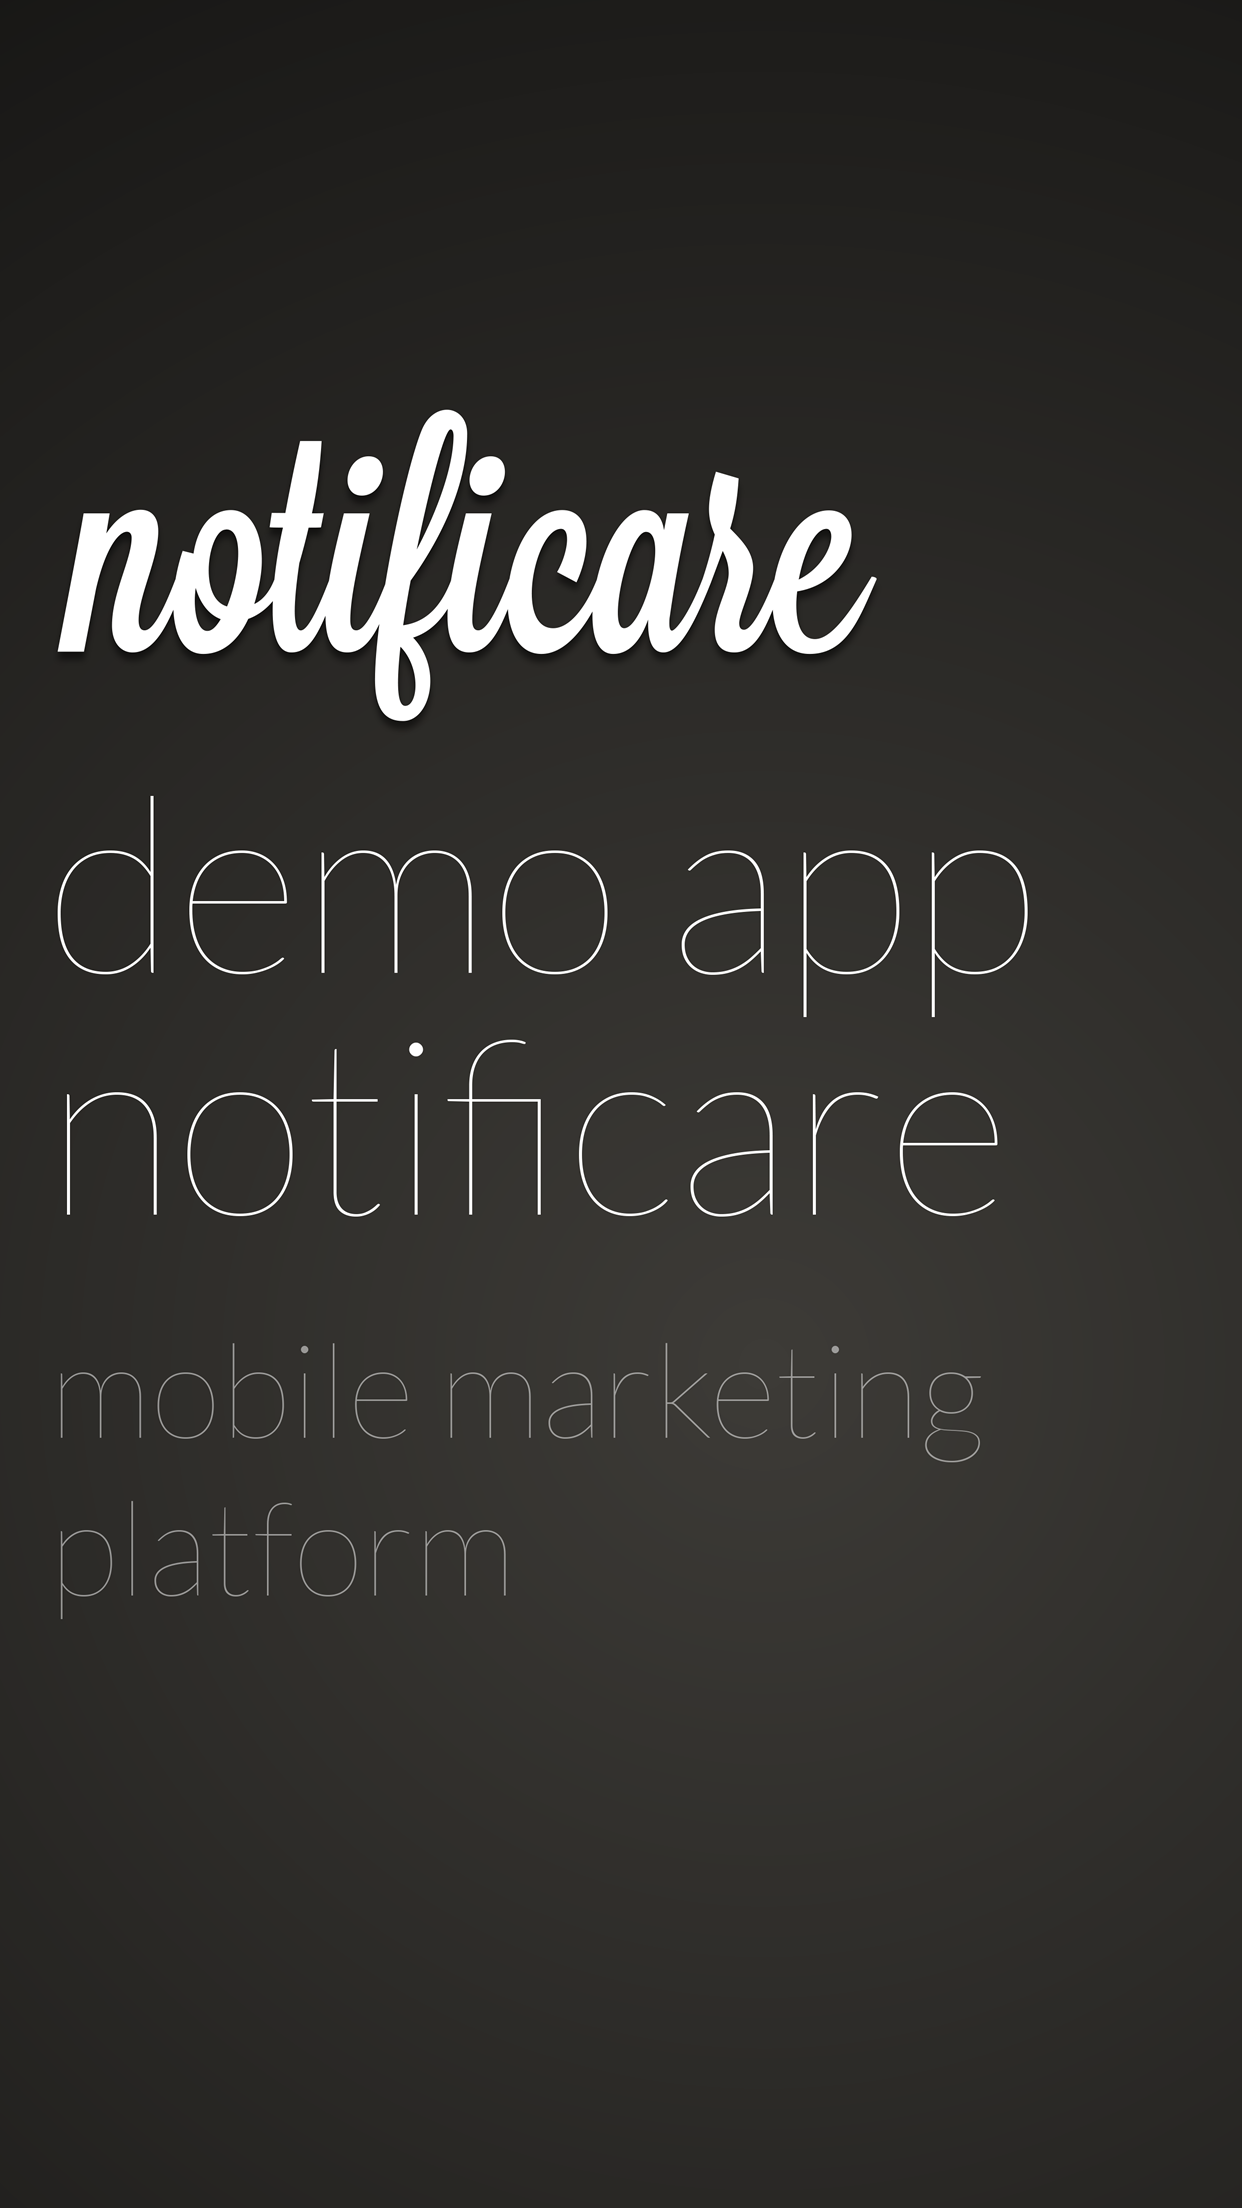 notificare
demo app
notificare
mobile marketing
platform